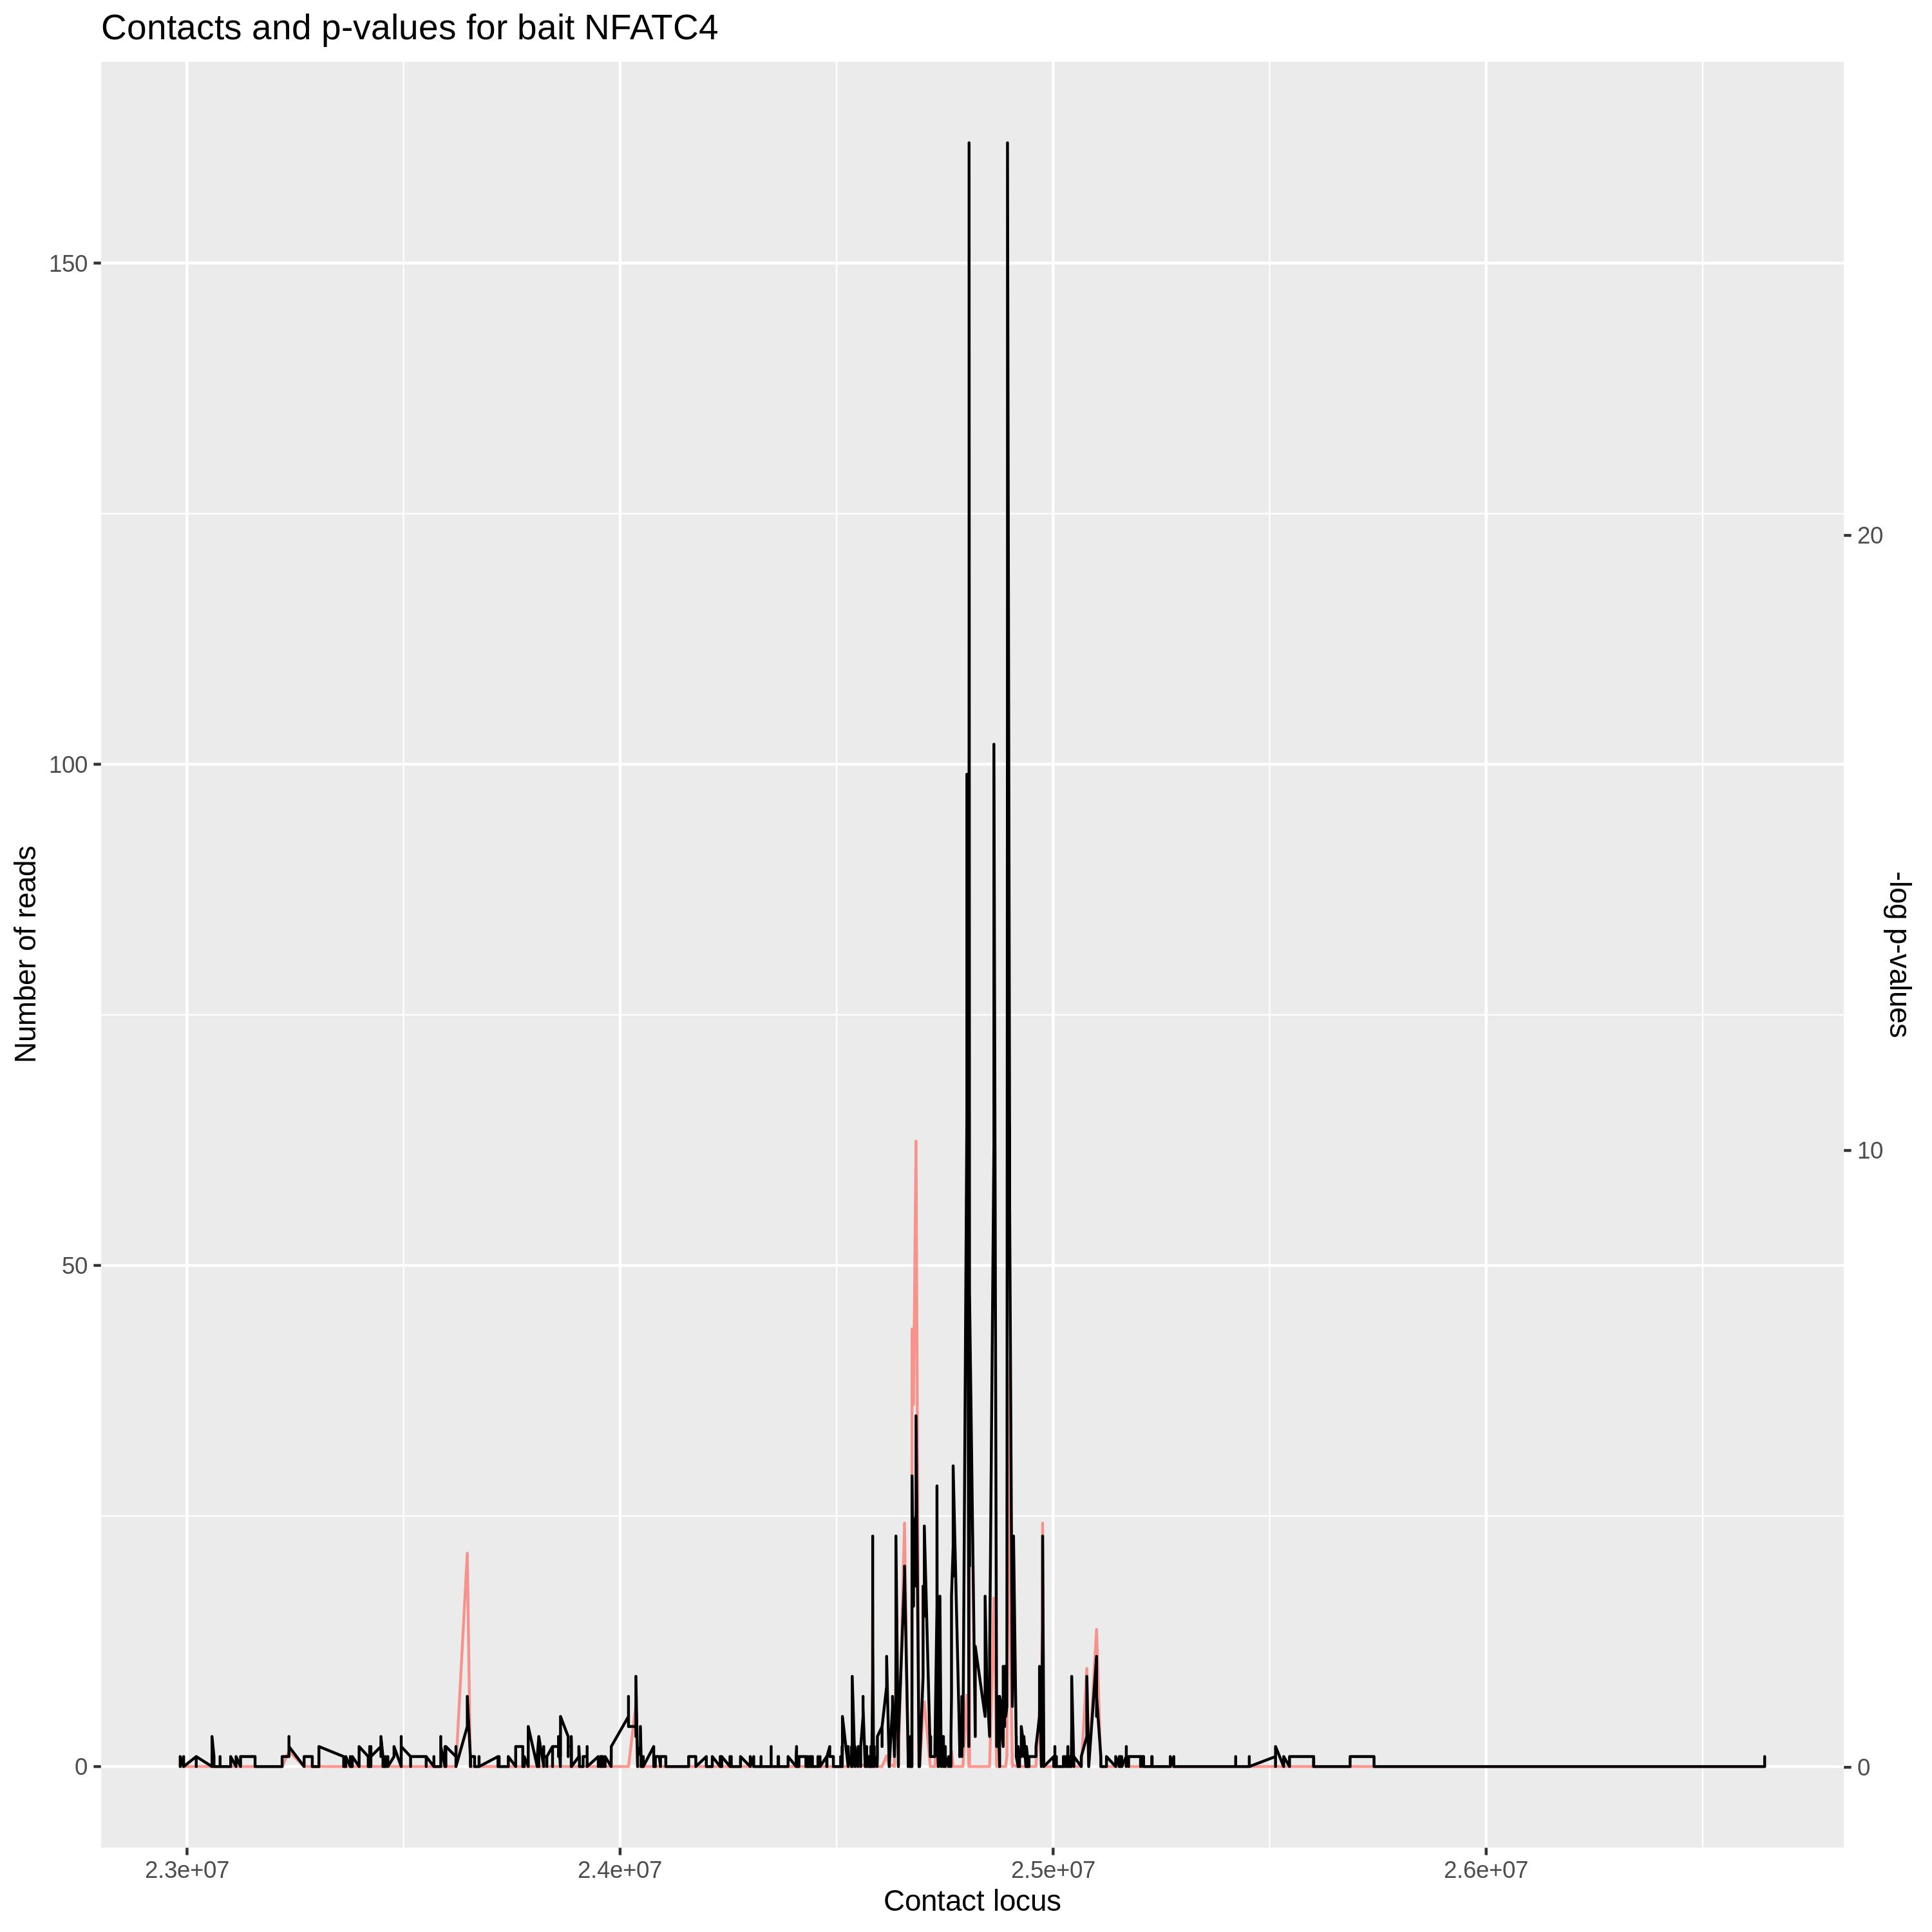 Contacts and p-values for bait NFATC4
150
100
50
0
Number of reads
20
10
0
-log p-values
2.3e+07
2.4e+07
2.5e+07
2.6e+07
Contact locus